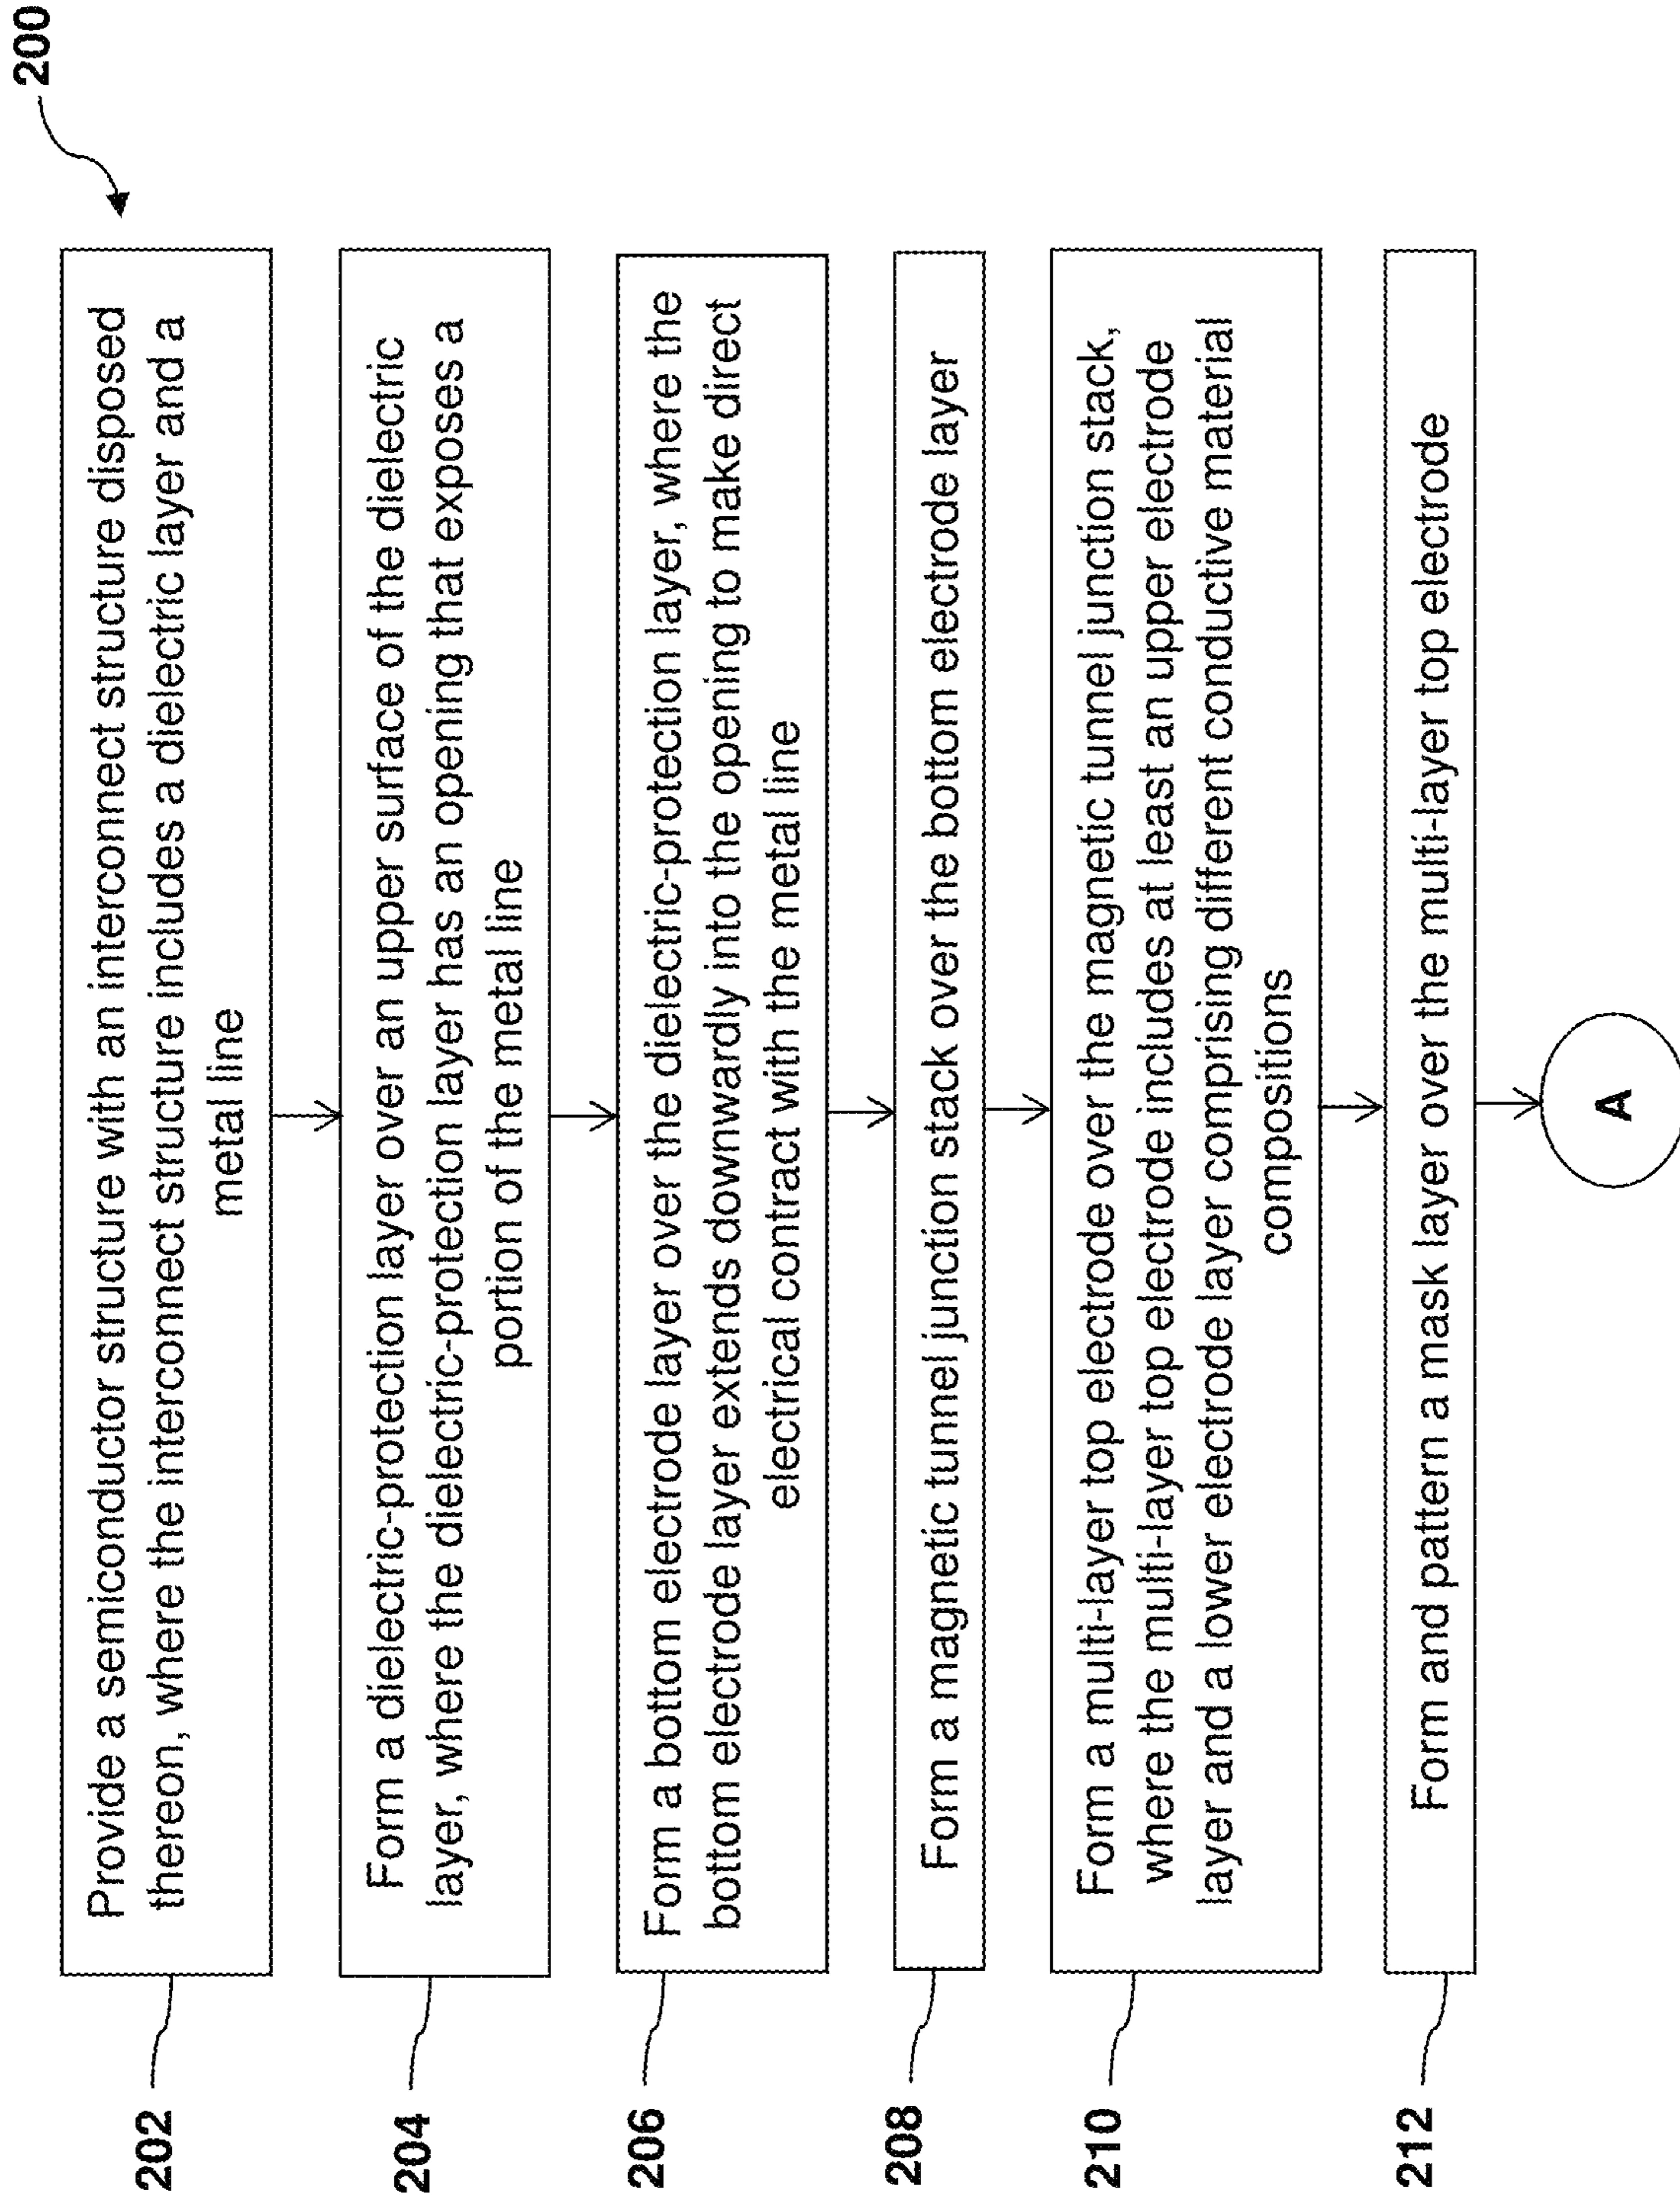 200
202
Provide a semiconductor structure with an interconnect structure disposed
thereon, where the interconnect structure includes a dielectric layer and a
metal line
204
Form a dielectric-protection layer over an upper surface of the dielectric
layer, where the dielectric-protection layer has an opening that exposes a
portion of the metal line
206
Form a bottom electrode layer over the dielectric-protection layer, where the
bottom electrode layer extends downwardly into the opening to make direct
electrical contract with the metal line
208
Form a magnetic tunnel junction stack over the bottom electrode layer
210
Form a multi-layer top electrode over the magnetic tunnel junction stack,
where the multi-layer top electrode includes at least an upper electrode
layer and a lower electrode layer comprising different conductive material
compositions
212
Form and pattern a mask layer over the multi-layer top electrode
A